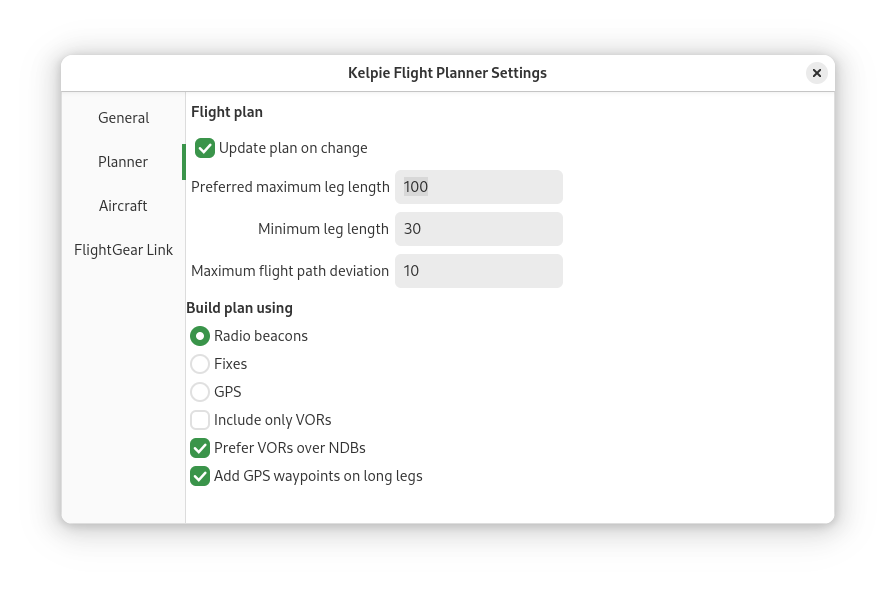 Kelpie Flight Planner Settings
General
Planner
Aircraft
FlightGear Link
Flight plan
Update plan on change
Preferred maximum leg length 100
Minimum leg length 30
Maximum flight path deviation 10
Build plan using
Radio beacons
Fixes
GPS
Include only VORs
Prefer VORs over NDBs
Add GPS waypoints on long legs